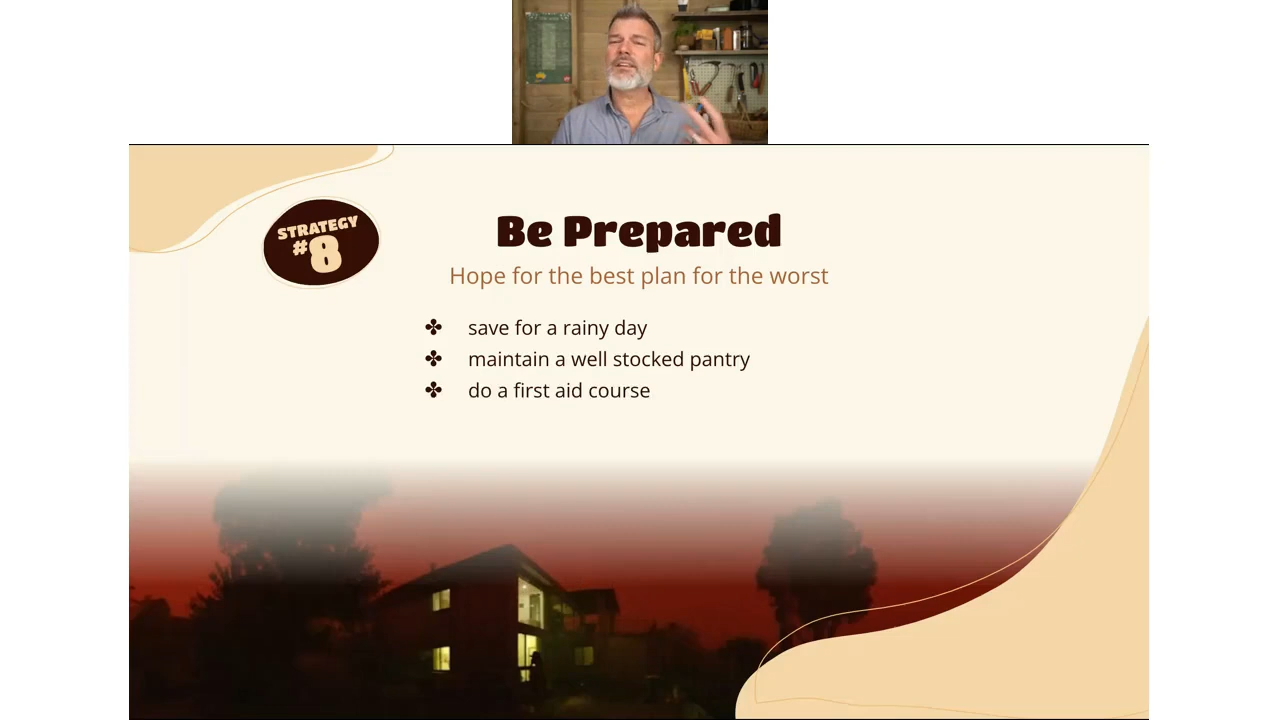 STRATEGY
#8
Be Prepared
Hope for the best plan for the worst
✤ save for a rainy day
✤ maintain a well stocked pantry
✤ do a first aid course